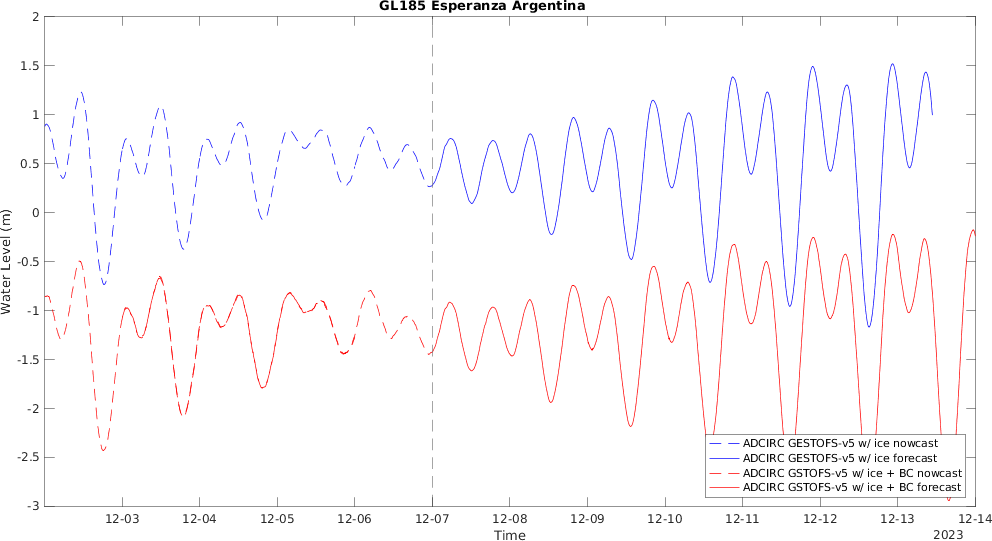 GL185 Esperanza Argentina
2
1.5
1
0.5
0
-0.5
-1
-1.5
-2
-2.5
-3
Water Level (m)
ADCIRC GESTOFS-v5 w/ ice nowcast
ADCIRC GESTOFS-v5 w/ ice forecast
ADCIRC GSTOFS-v5 w/ ice + BC nowcast
ADCIRC GSTOFS-v5 w/ ice + BC forecast
12-03 12-04 12-05 12-06 12-07 12-08 12-09 12-10 12-11 12-12 12-13 12-14
Time
2023